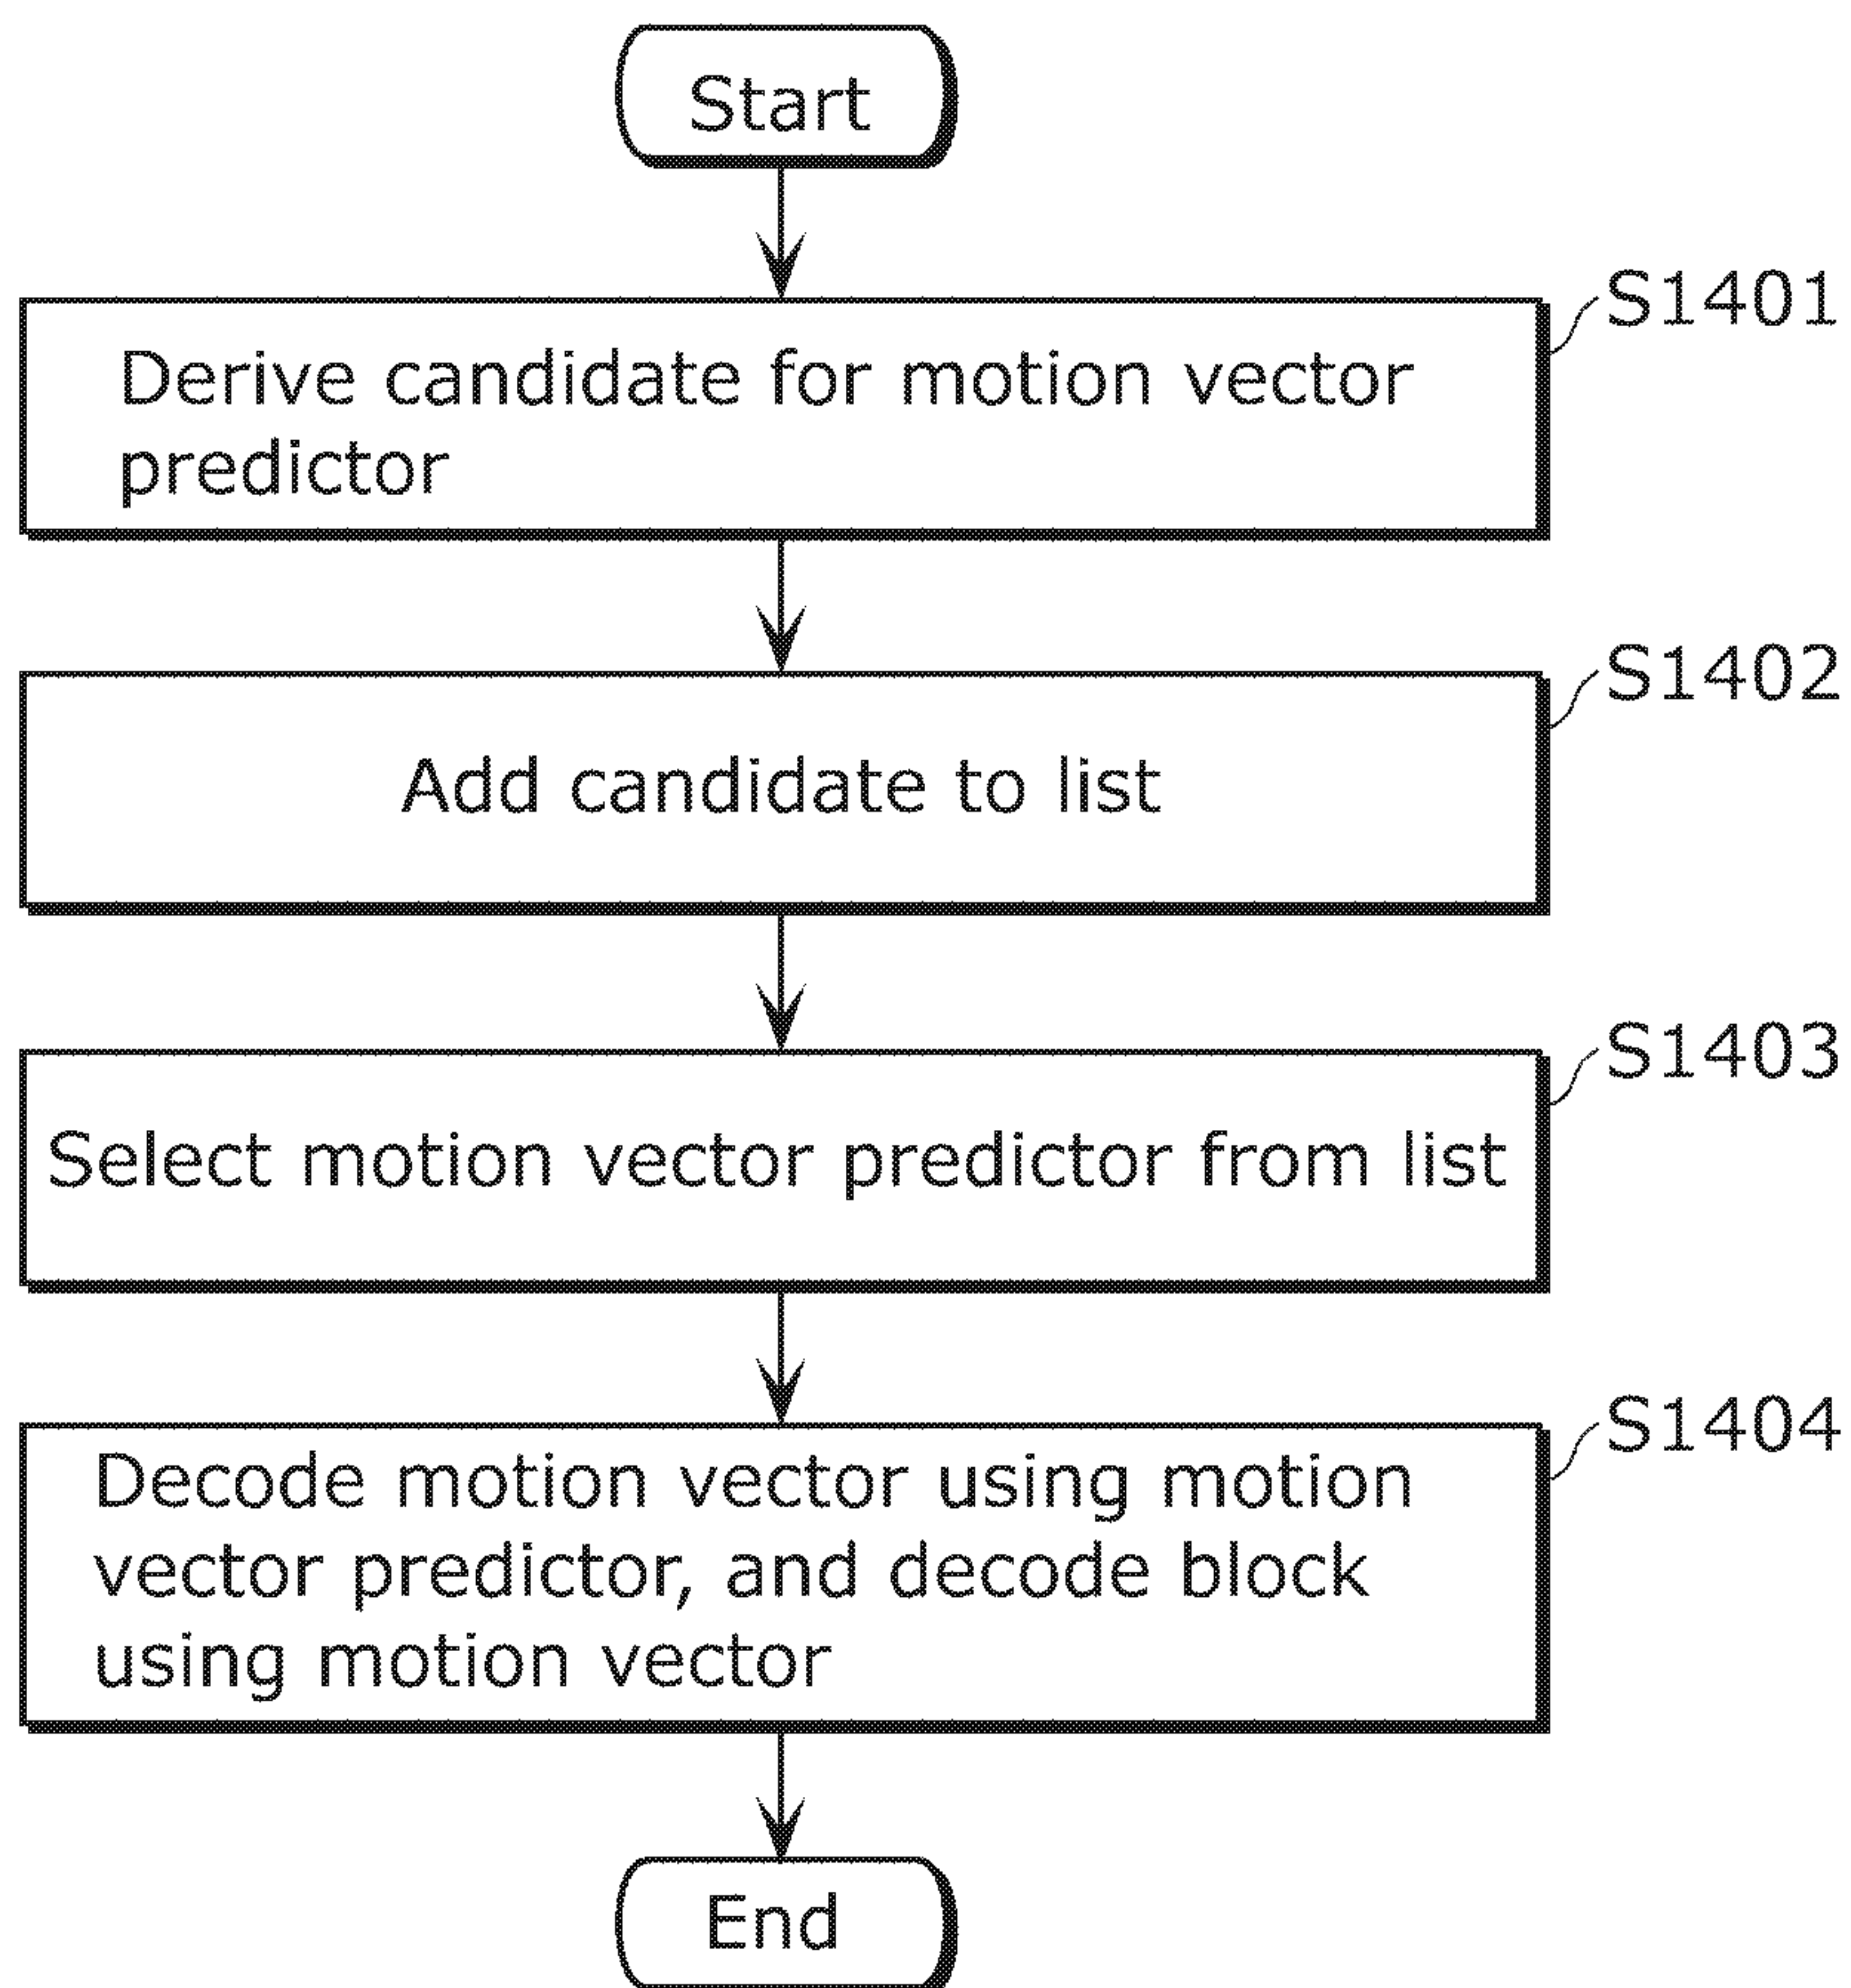 Start
S1401
Derive candidate for motion vector
predictor
S1402
Add candidate to list
S1403
Select motion vector predictor from list
S1404
Decode motion vector using motion
vector predictor, and decode block
using motion vector
End